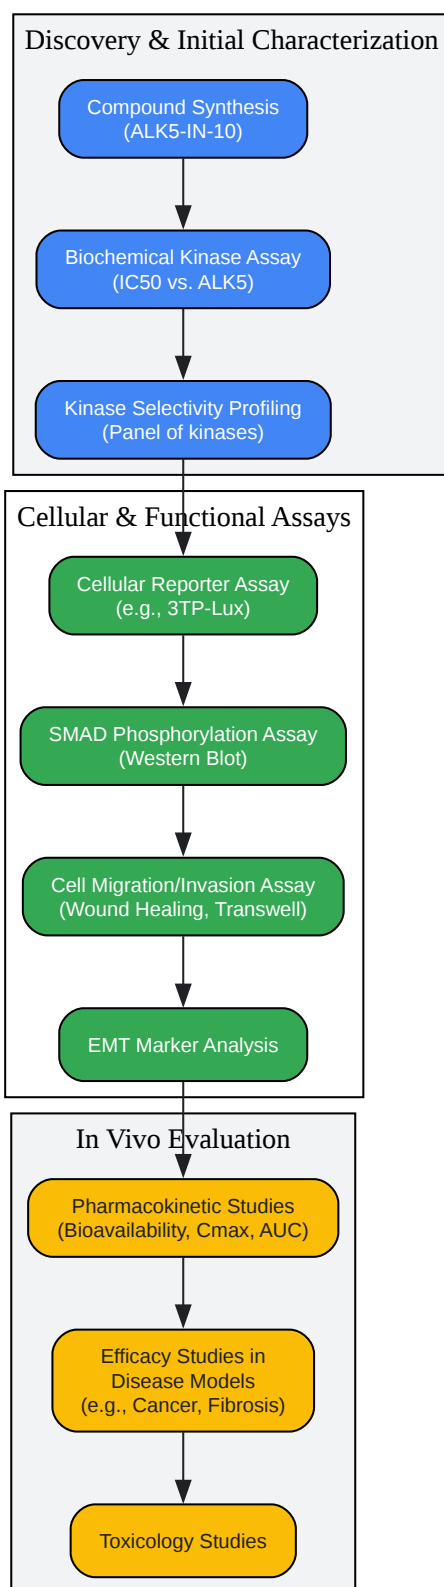 Discovery & Initial Characterization
Compound Synthesis
(ALK5-IN-10)
Biochemical Kinase Assay
(IC50 vs. ALK5)
Kinase Selectivity Profiling
(Panel of kinases)
Cellular & Functional Assays
Cellular Reporter Assay
(e.g., 3TP-Lux)
SMAD Phosphorylation Assay
(Western Blot)
Cell Migration/Invasion Assay
(Wound Healing, Transwell)
EMT Marker Analysis
In Vivo Evaluation
Pharmacokinetic Studies
(Bioavailability, Cmax, AUC)
Efficacy Studies in
Disease Models
(e.g., Cancer, Fibrosis)
Toxicology Studies